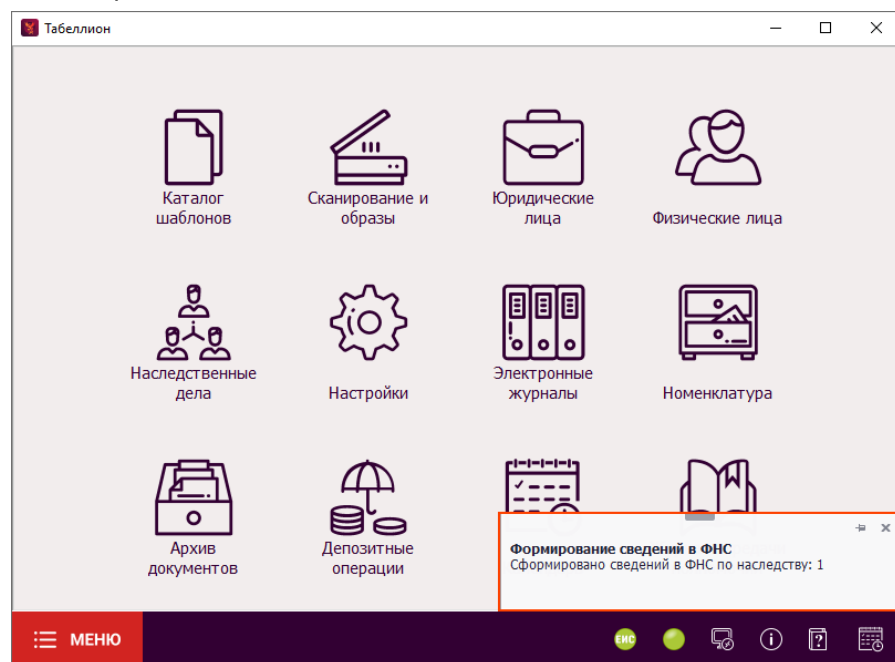 Табеллион
Каталог
шаблонов
Сканирование и
образы
Юридические
лица
Физические лица
Наследственные
дела
Настройки
Электронные
журналы
Номенклатура
Архив
документов
Депозитные
операции
Формирование сведений в ФНС
Сформировано сведений в ФНС по наследству: 1
МЕНЮ
ЕИС